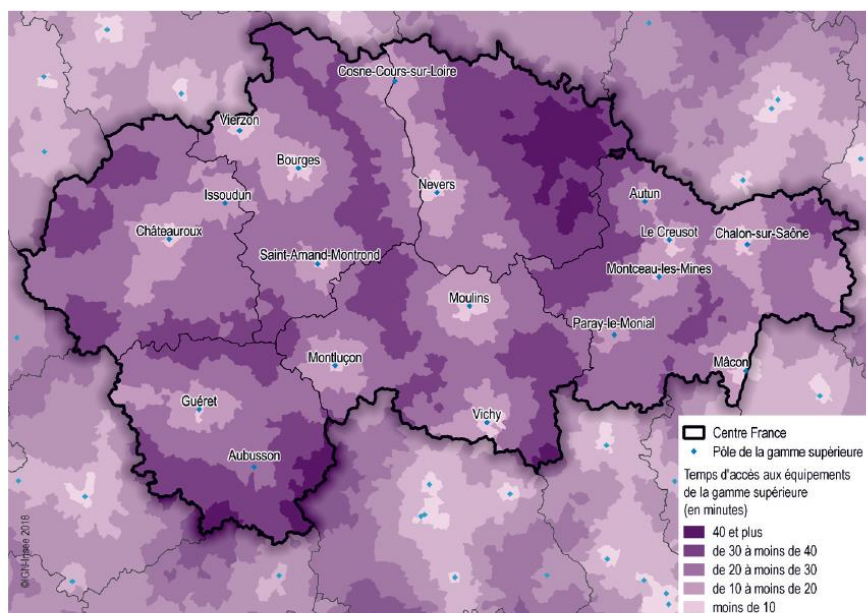 Cosne-Cours-sur-Loire
Vierzon
Bourges
Nevers
Autun
Issoudun
Le Creusot
Chalon-sur-Saône
Châteauroux
Saint-Amand-Montrond
Montceau-les-Mines
Moulins
Paray-le-Monial
Montluçon
Mâcon
Guéret
Vichy
Aubusson
Centre France
Pôle de la gamme supérieure
Temps d'accès aux équipements
de la gamme supérieure
(en minutes)
40 et plus
de 30 à moins de 40
de 20 à moins de 30
de 10 à moins de 20
moins de 10
©IGN-Insee 2016